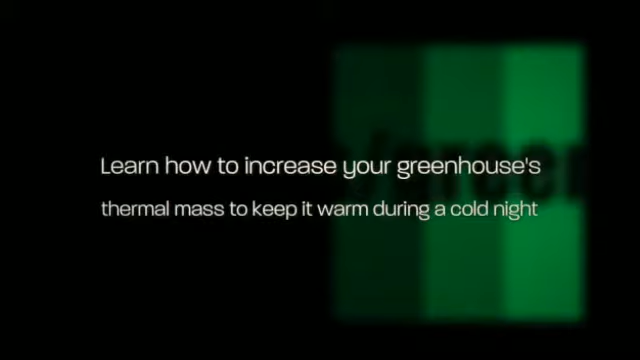 Learn how to increase your greenhouse's
thermal mass to keep it warm during a cold night